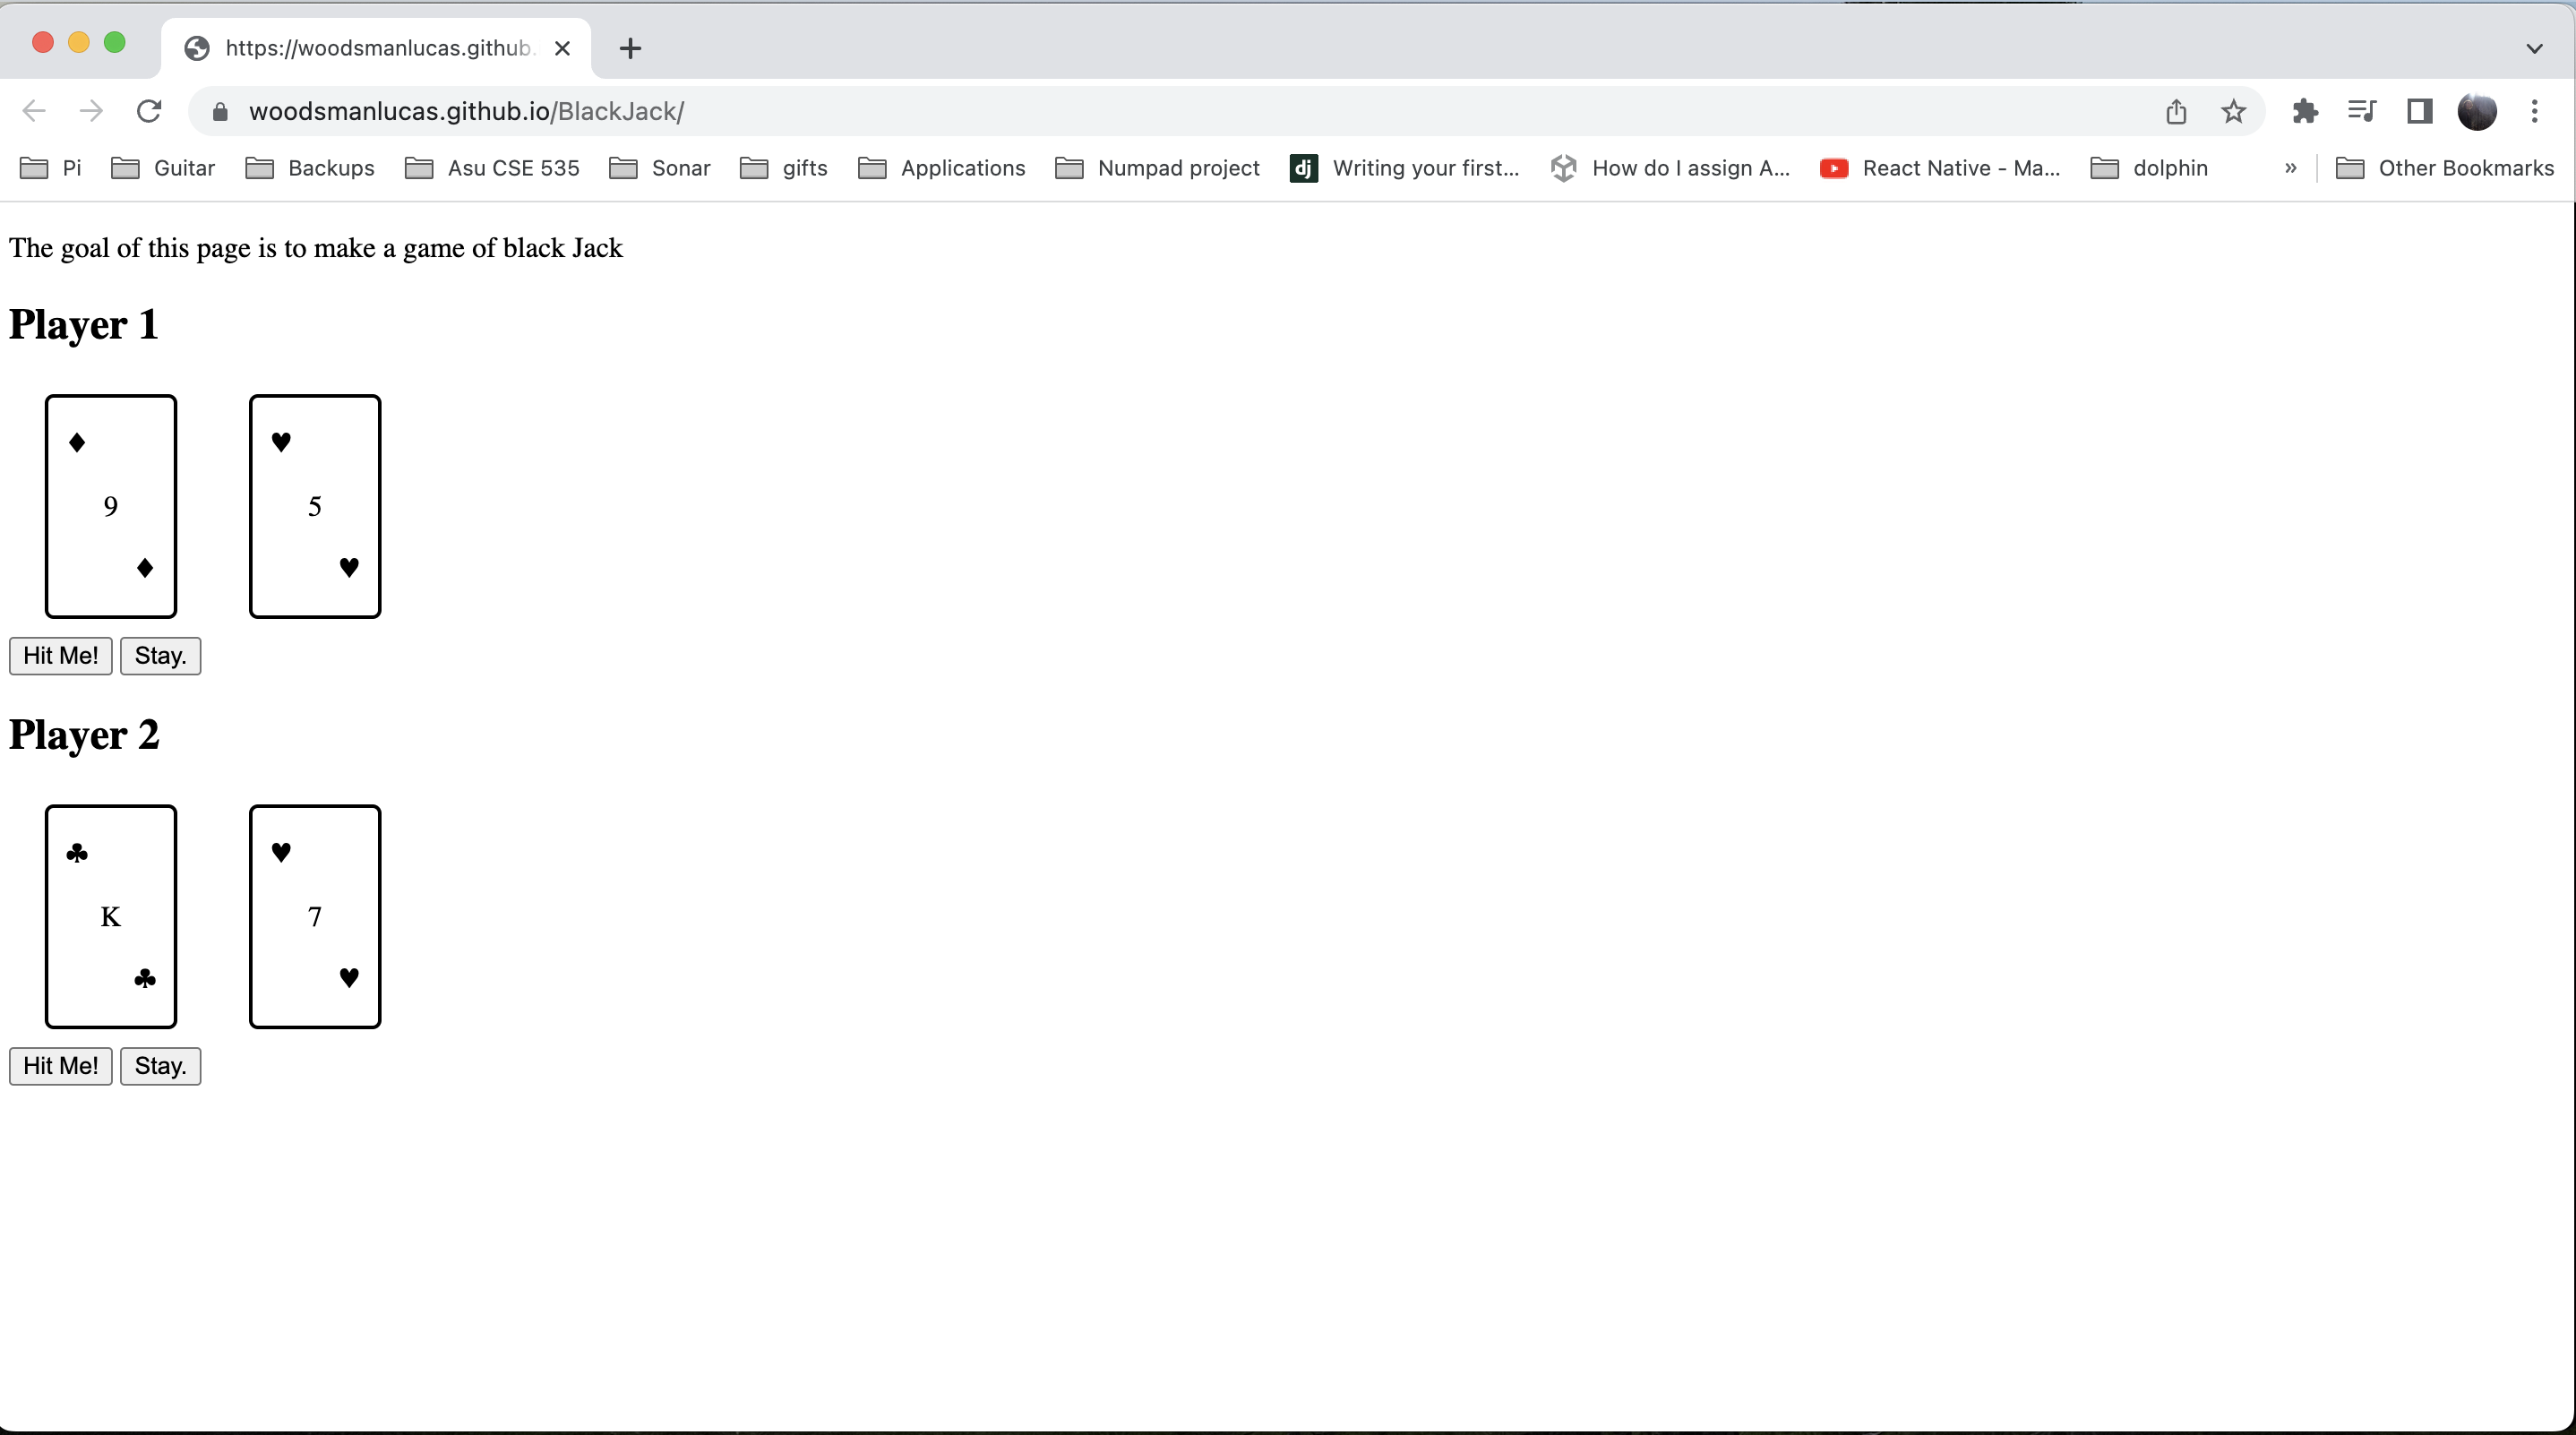 https://woodsmanlucas.github.
woodsmanlucas.github.io/BlackJack/
Pi Guitar Backups Asu CSE 535 Sonar gifts Applications Numpad project dj Writing your first... How do I assign A... React Native - Ma... dolphin » Other Bookmarks
The goal of this page is to make a game of black Jack
Player 1
♦ ♥
9 5
♦ ♥
Hit Me! Stay.
Player 2
♣ ♥
K 7
♣ ♥
Hit Me! Stay.